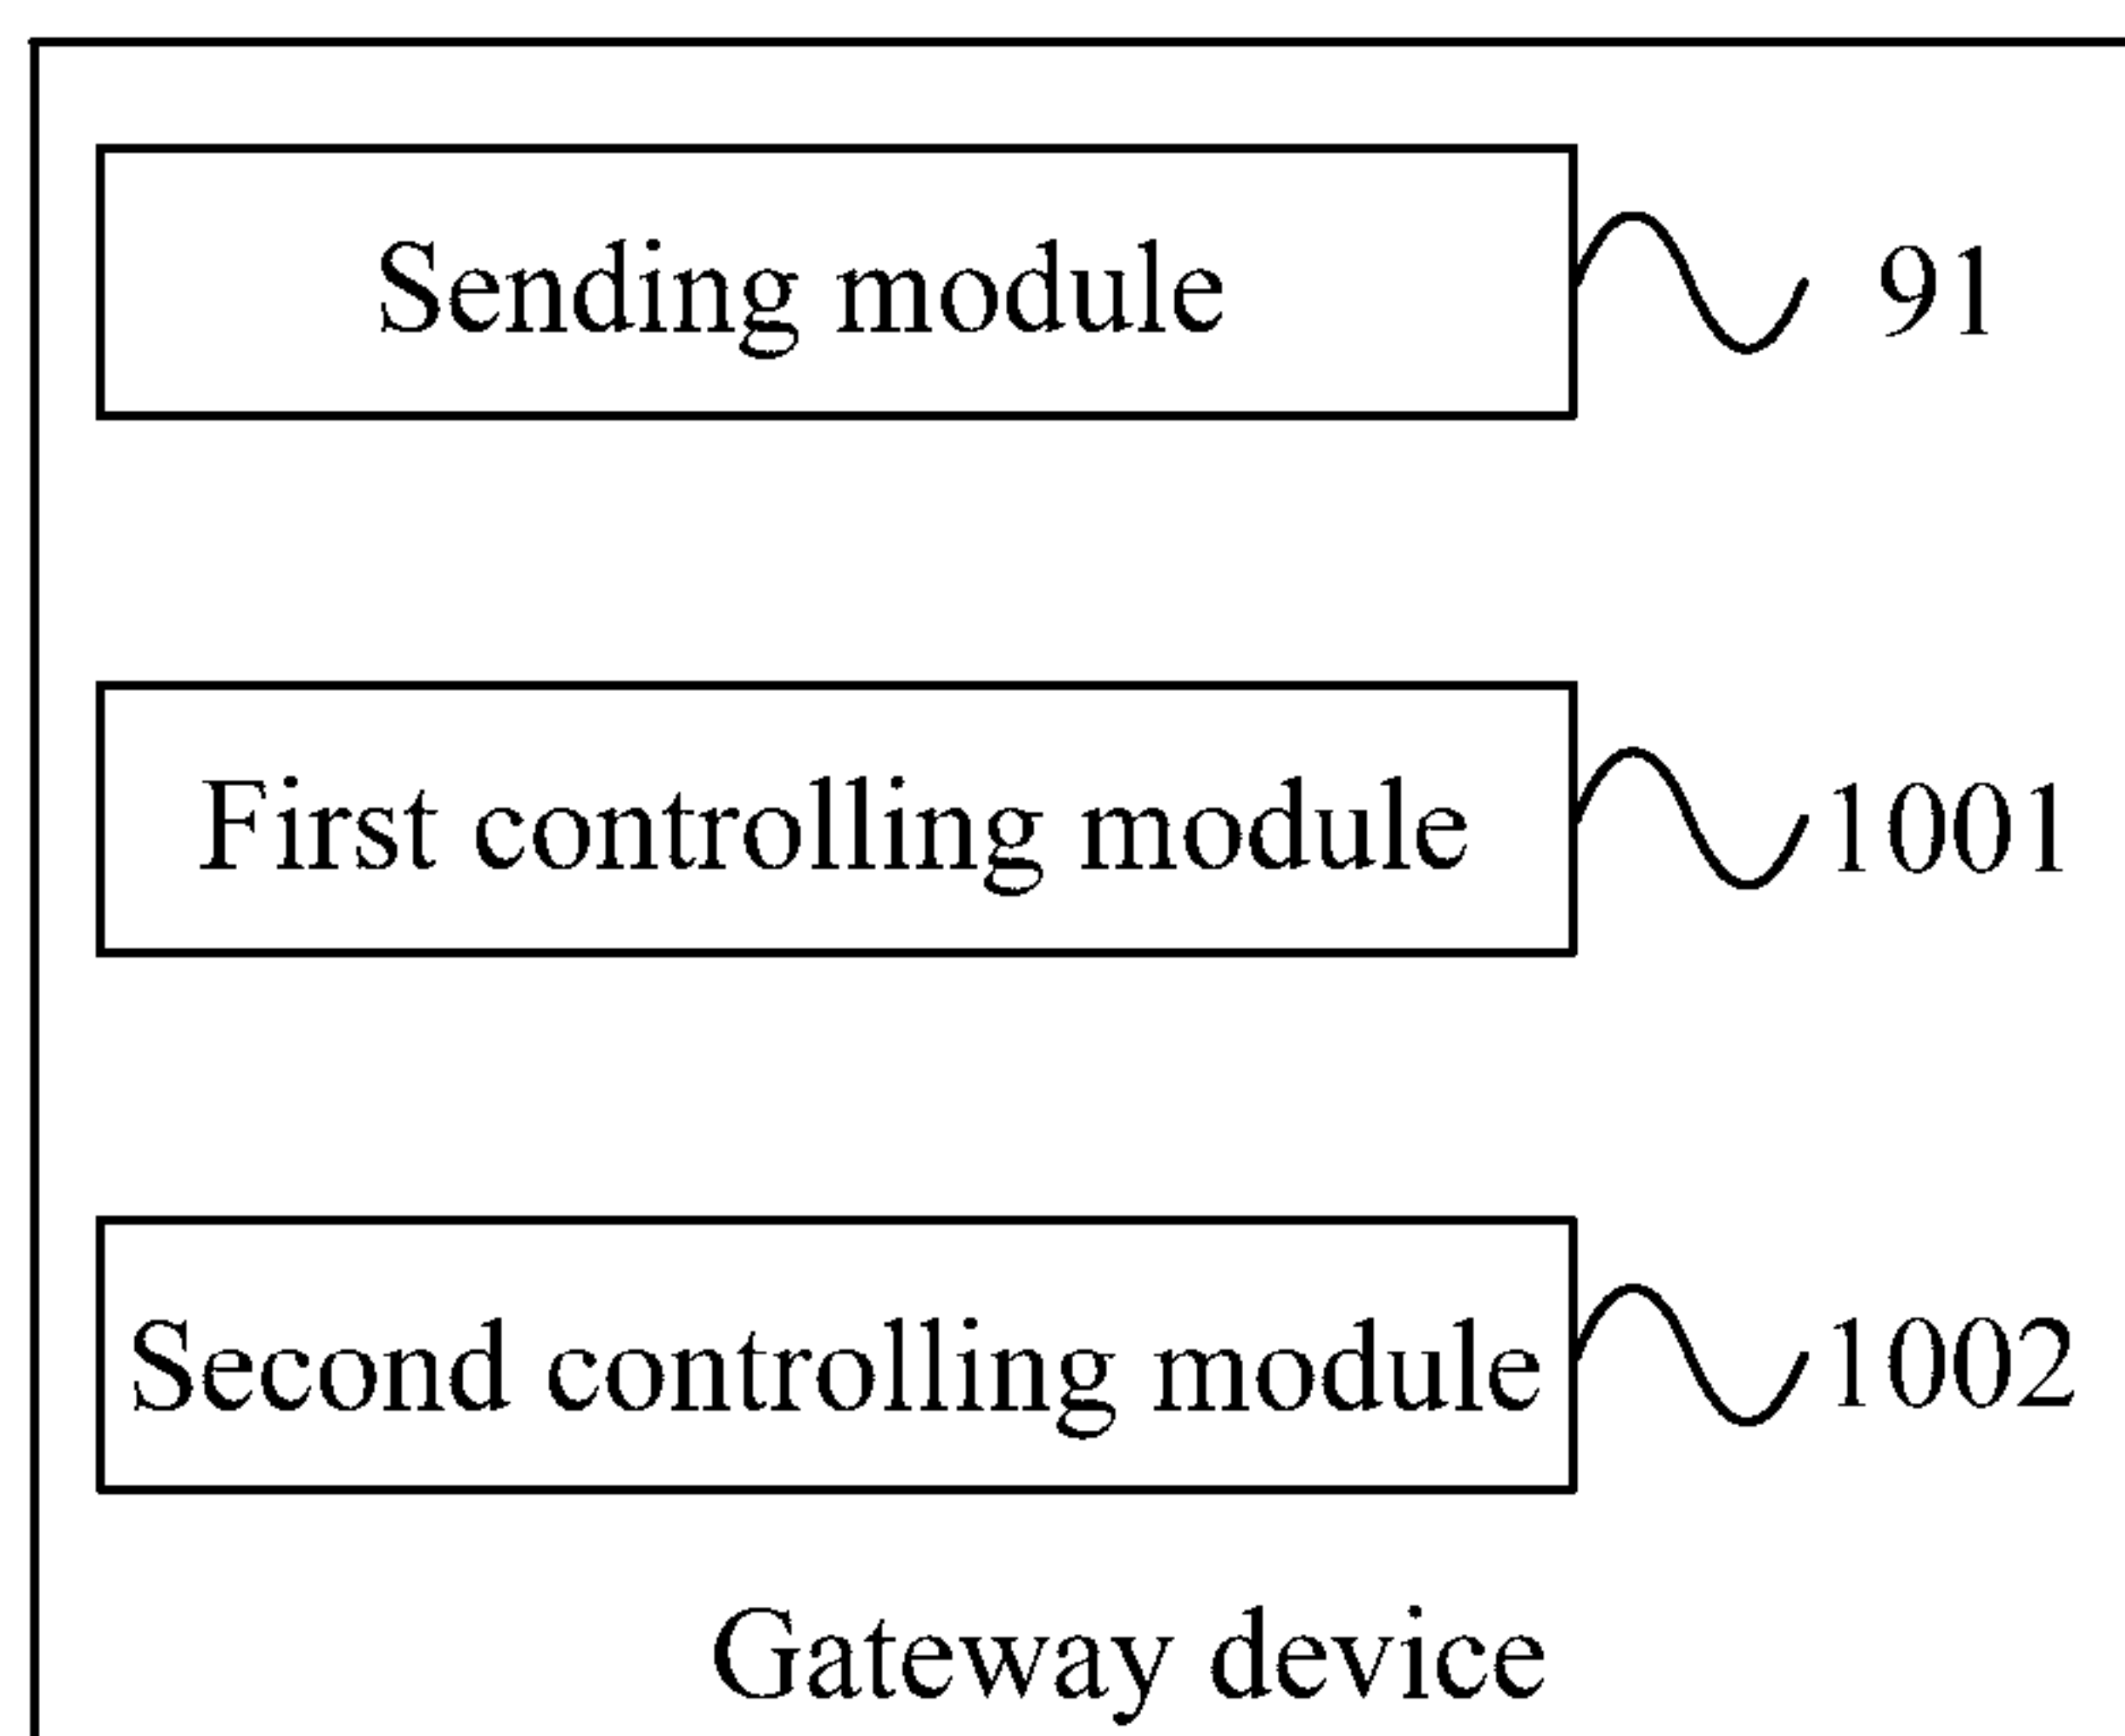 Sending module 91
First controlling module 1001
Second controlling module 1002
Gateway device